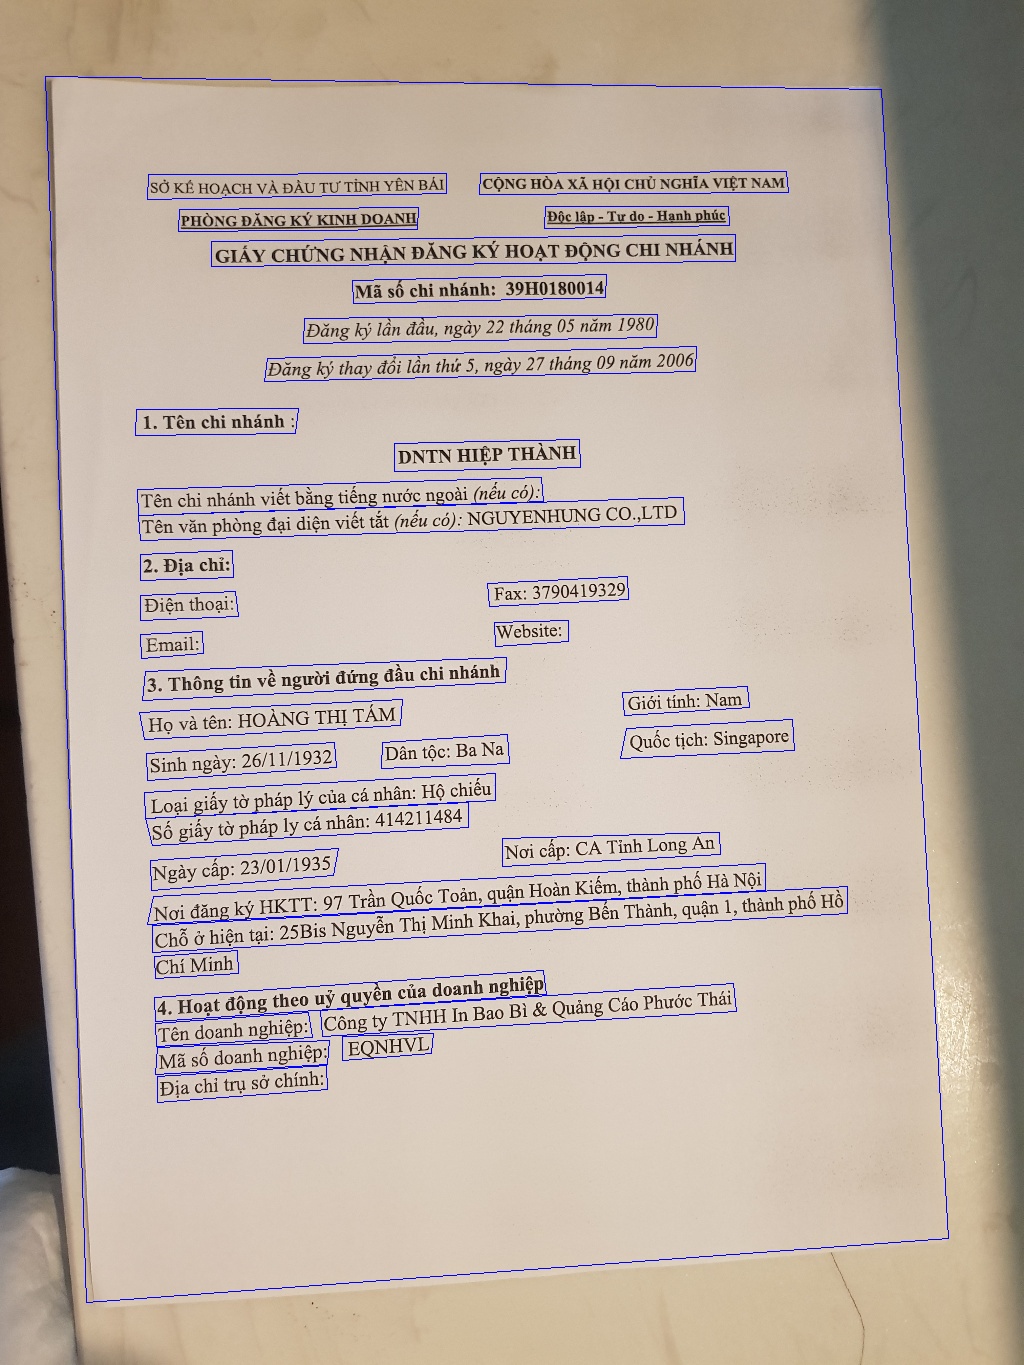 SỞ KẾ HOẠCH VÀ ĐẦU TƯ TỈNH YÊN BÁI CỘNG HÒA XÃ HỘI CHỦ NGHĨA VIỆT NAM
PHÒNG ĐĂNG KÝ KINH DOANH Độc lập - Tự do - Hạnh phúc
GIẤY CHỨNG NHẬN ĐĂNG KÝ HOẠT ĐỘNG CHI NHÁNH
Mã số chi nhánh: 39H0180014
Đăng ký lần đầu, ngày 22 tháng 05 năm 1980
Đăng ký thay đổi lần thứ 5, ngày 27 tháng 09 năm 2006
1. Tên chi nhánh :
DNTN HIỆP THÀNH
Tên chi nhánh viết bằng tiếng nước ngoài (nếu có):
Tên văn phòng đại diện viết tắt (nếu có): NGUYENHUNG CO.,LTD
2. Địa chỉ:
Điện thoại: Fax: 3790419329
Email: Website:
3. Thông tin về người đứng đầu chi nhánh
Họ và tên: HOÀNG THỊ TÁM Giới tính: Nam
Sinh ngày: 26/11/1932 Dân tộc: Ba Na Quốc tịch: Singapore
Loại giấy tờ pháp lý của cá nhân: Hộ chiếu
Số giấy tờ pháp ly cá nhân: 414211484
Ngày cấp: 23/01/1935 Nơi cấp: CA Tỉnh Long An
Nơi đăng ký HKTT: 97 Trần Quốc Toản, quận Hoàn Kiếm, thành phố Hà Nội
Chỗ ở hiện tại: 25Bis Nguyễn Thị Minh Khai, phường Bến Thành, quận 1, thành phố Hồ
Chí Minh
4. Hoạt động theo uỷ quyền của doanh nghiệp
Tên doanh nghiệp: Công ty TNHH In Bao Bì & Quảng Cáo Phước Thái
Mã số doanh nghiệp: EQNHVL
Địa chỉ trụ sở chính: